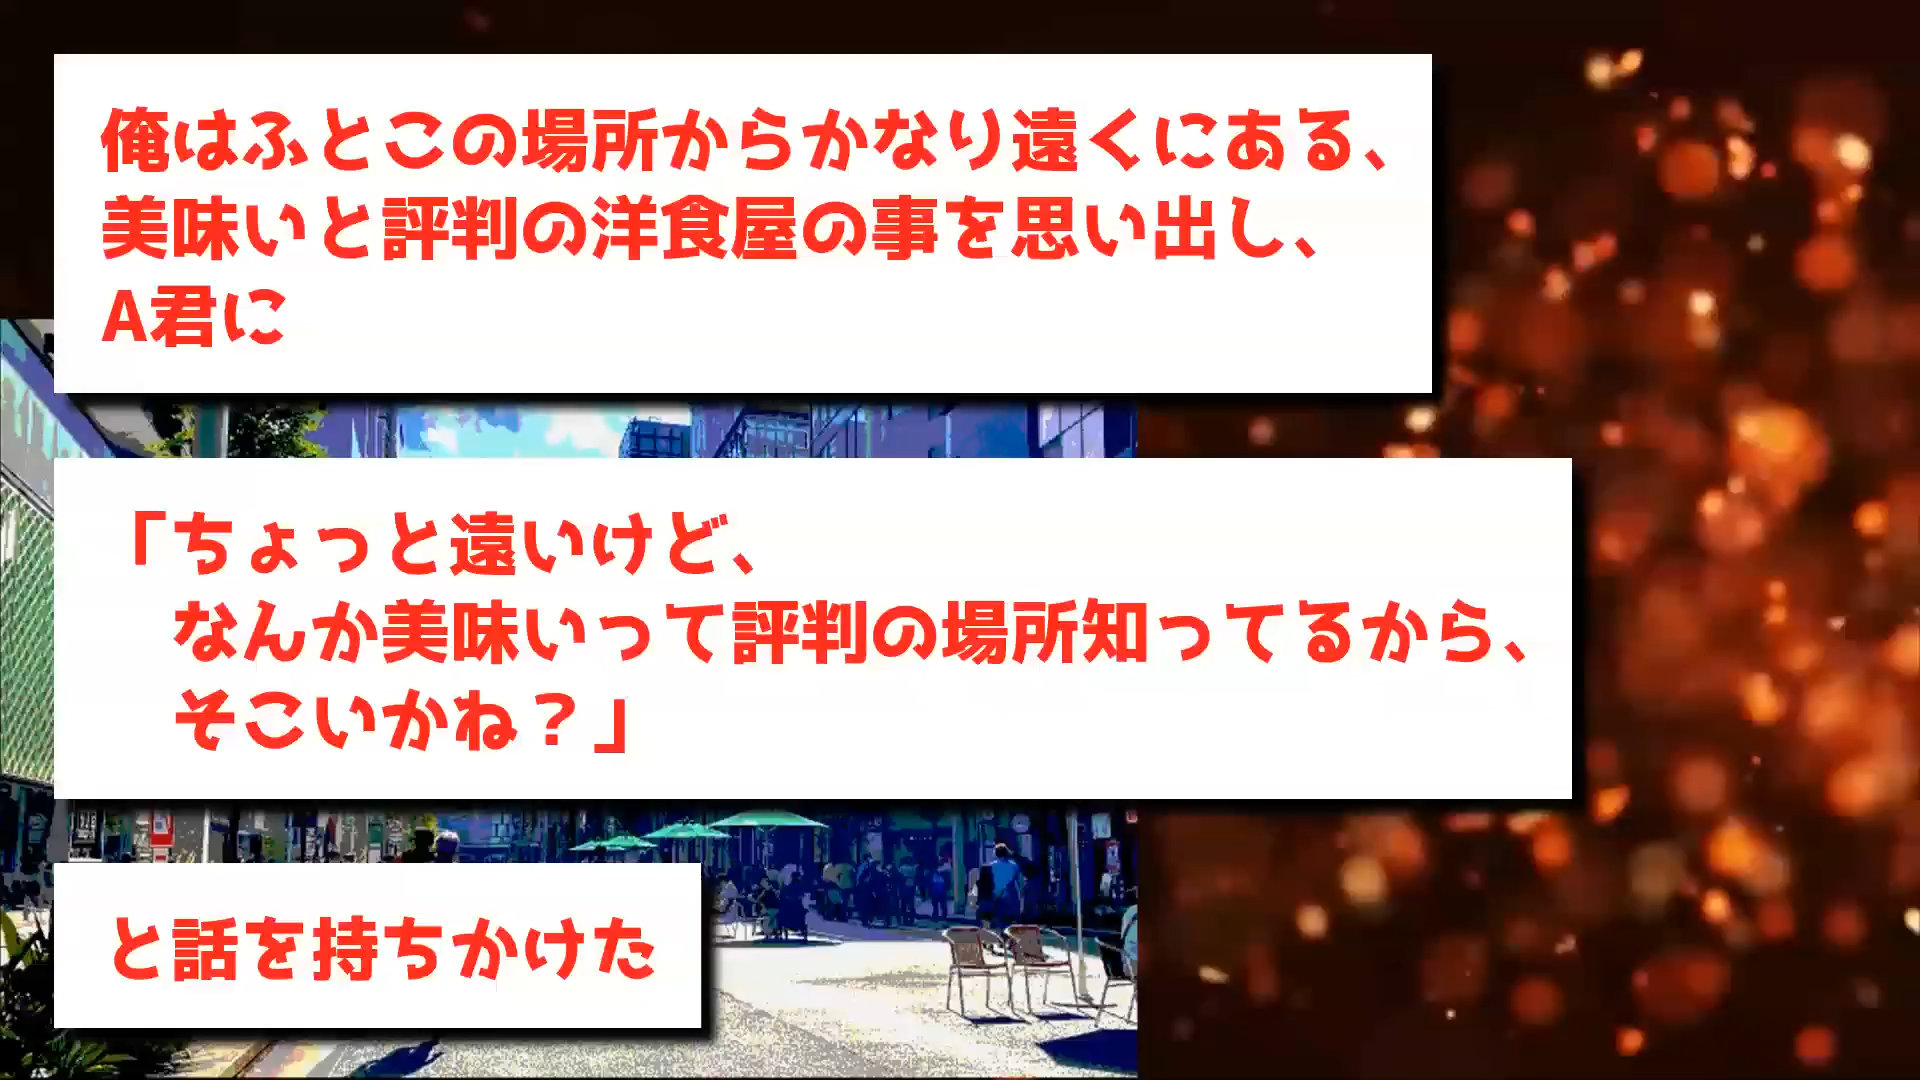 俺はふとこの場所からかなり遠くにある、
美味いと評判の洋食屋の事を思い出し、
A君に
「ちょっと遠いけど、
なんか美味いって評判の場所知ってるから、
そこいかね？」
と話を持ちかけた